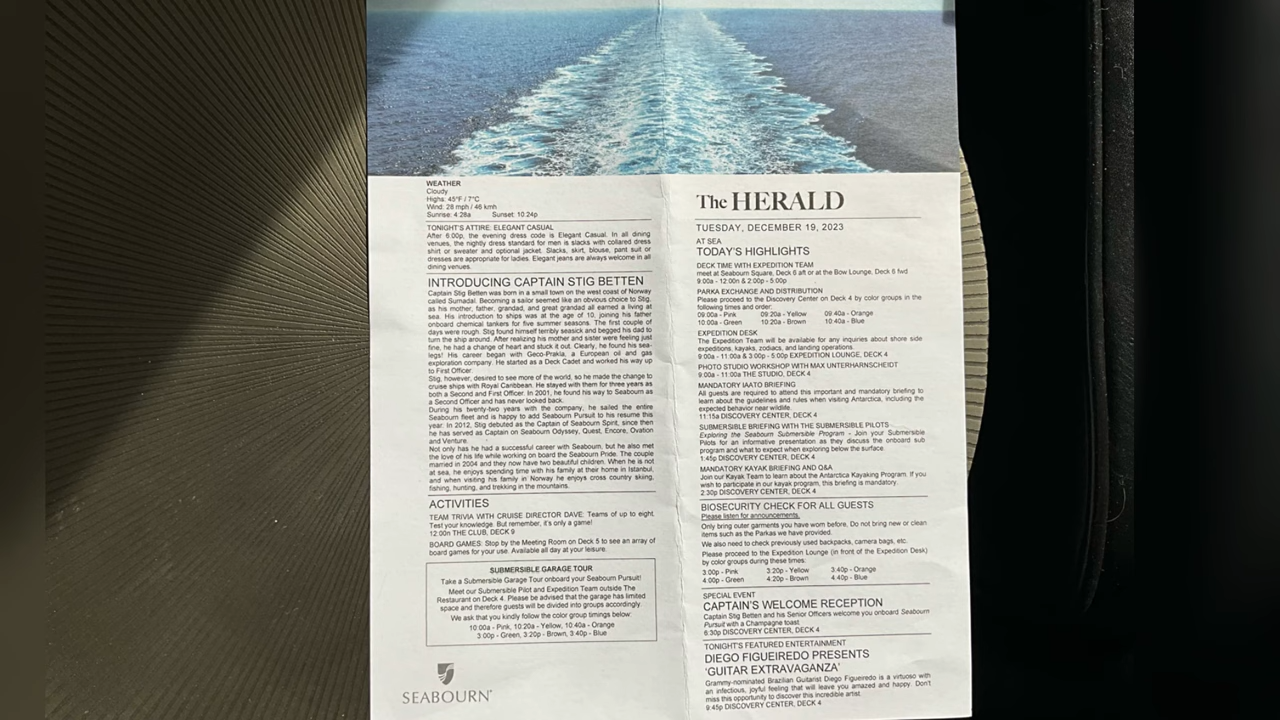 WEATHER
Cloudy
Highs: 45°F / 7°C
Wind: 28 mph / 46 kmh
Sunrise: 4:28a Sunset: 10:24p
TONIGHT'S ATTIRE: ELEGANT CASUAL
After 6:00p, the evening dress code is Elegant Casual. In all dining
venues, the nightly dress standard for men is slacks with collared dress
shirt or sweater and optional jacket. Slacks, skirt, blouse, pant suit or
dresses are appropriate for ladies. Elegant jeans are always welcome in all
dining venues.
INTRODUCING CAPTAIN STIG BETTEN
Captain Stig Betten was born in a small town on the west coast of Norway
called Surnadal. Becoming a sailor seemed like an obvious choice to Stig,
as his mother, father, grandad, and great grandad all earned a living at
sea. His introduction to ships was at the age of 10, joining his father
onboard chemical tankers for five summer seasons. The first couple of
days were rough. Stig found himself terribly seasick and begged his dad to
turn the ship around. After realizing his mother and sister were feeling just
fine, he had a change of heart and stuck it out. Clearly, he found his sea-
legs! His career began with Geco-Prakla, a European oil and gas
exploration company. He started as a Deck Cadet and worked his way up
to First Officer.
Stig, however, desired to see more of the world, so he made the change to
cruise ships with Royal Caribbean. He stayed with them for three years as
both a Second and First Officer. In 2001, he found his way to Seabourn as
a Second Officer and has never looked back.
During his twenty-two years with the company, he sailed the entire
Seabourn fleet and is happy to add Seabourn Pursuit to his resume this
year. In 2012, Stig debuted as the Captain of Seabourn Spirit, since then
he has served as Captain on Seabourn Odyssey, Quest, Encore, Ovation
and Venture.
Not only has he had a successful career with Seabourn, but he also met
the love of his life while working on board the Seabourn Pride. The couple
married in 2004 and they now have two beautiful children. When he is not
at sea, he enjoys spending time with his family at their home in Istanbul,
and when visiting his family in Norway he enjoys cross country skiing,
fishing, hunting, and trekking in the mountains.
ACTIVITIES
TEAM TRIVIA WITH CRUISE DIRECTOR DAVE: Teams of up to eight.
Test your knowledge. But remember, it's only a game!
12:00n THE CLUB, DECK 9
BOARD GAMES: Stop by the Meeting Room on Deck 5 to see an array of
board games for your use. Available all day at your leisure.
SUBMERSIBLE GARAGE TOUR
Take a Submersible Garage Tour onboard your Seabourn Pursuit!
Meet our Submersible Pilot and Expedition Team outside The
Restaurant on Deck 4. Please be advised that the garage has limited
space and therefore guests will be divided into groups accordingly.
We ask that you kindly follow the color group timings below:
10:00a - Pink, 10:20a - Yellow, 10:40a - Orange
3:00p - Green, 3:20p - Brown, 3:40p - Blue
SEABOURN®
The HERALD
TUESDAY, DECEMBER 19, 2023
AT SEA
TODAY'S HIGHLIGHTS
DECK TIME WITH EXPEDITION TEAM
meet at Seabourn Square, Deck 6 aft or at the Bow Lounge, Deck 6 fwd
9:00a - 12:00n & 2:00p - 5:00p
PARKA EXCHANGE AND DISTRIBUTION
Please proceed to the Discovery Center on Deck 4 by color groups in the
following times and order:
09:00a - Pink 09:20a - Yellow 09:40a - Orange
10:00a - Green 10:20a - Brown 10:40a - Blue
EXPEDITION DESK
The Expedition Team will be available for any inquiries about shore side
expeditions, kayaks, zodiacs, and landing operations.
9:00a - 11:00a & 3:00p - 5:00p EXPEDITION LOUNGE, DECK 4
PHOTO STUDIO WORKSHOP WITH MAX UNTERHARNSCHEIDT
9:00a - 11:00a THE STUDIO, DECK 4
MANDATORY IAATO BRIEFING
All guests are required to attend this important and mandatory briefing to
learn about the guidelines and rules when visiting Antarctica, including the
expected behavior near wildlife.
11:15a DISCOVERY CENTER, DECK 4
SUBMERSIBLE BRIEFING WITH THE SUBMERSIBLE PILOTS
Exploring the Seabourn Submersible Program - Join your Submersible
Pilots for an informative presentation as they discuss the onboard sub
program and what to expect when exploring below the surface.
1:45p DISCOVERY CENTER, DECK 4
MANDATORY KAYAK BRIEFING AND Q&A
Join our Kayak Team to learn about the Antarctica Kayaking Program. If you
wish to participate in our kayak program, this briefing is mandatory.
2:30p DISCOVERY CENTER, DECK 4
BIOSECURITY CHECK FOR ALL GUESTS
Please listen for announcements.
Only bring outer garments you have worn before. Do not bring new or clean
items such as the Parkas we have provided.
We also need to check previously used backpacks, camera bags, etc.
Please proceed to the Expedition Lounge (in front of the Expedition Desk)
by color groups during these times:
3:00p - Pink 3:20p - Yellow 3:40p - Orange
4:00p - Green 4:20p - Brown 4:40p - Blue
SPECIAL EVENT
CAPTAIN'S WELCOME RECEPTION
Captain Stig Betten and his Senior Officers welcome you onboard Seabourn
Pursuit with a Champagne toast.
6:30p DISCOVERY CENTER, DECK 4
TONIGHT'S FEATURED ENTERTAINMENT
DIEGO FIGUEIREDO PRESENTS
'GUITAR EXTRAVAGANZA'
Grammy-nominated Brazilian Guitarist Diego Figueiredo is a virtuoso with
an infectious, joyful feeling that will leave you amazed and happy. Don't
miss this opportunity to discover this incredible artist.
9:45p DISCOVERY CENTER, DECK 4